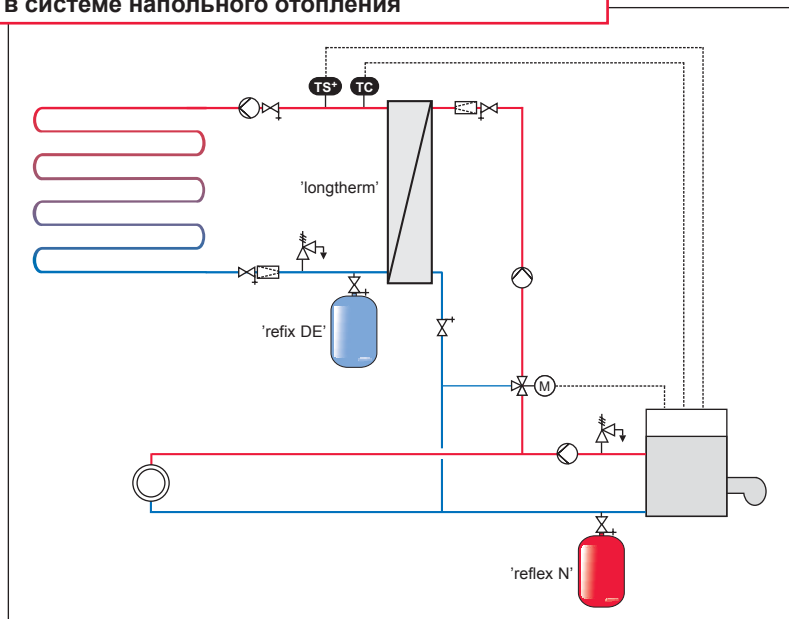 в системе напольного отопления
TS+ TC
'longtherm'
'refix DE'
M
'reflex N'